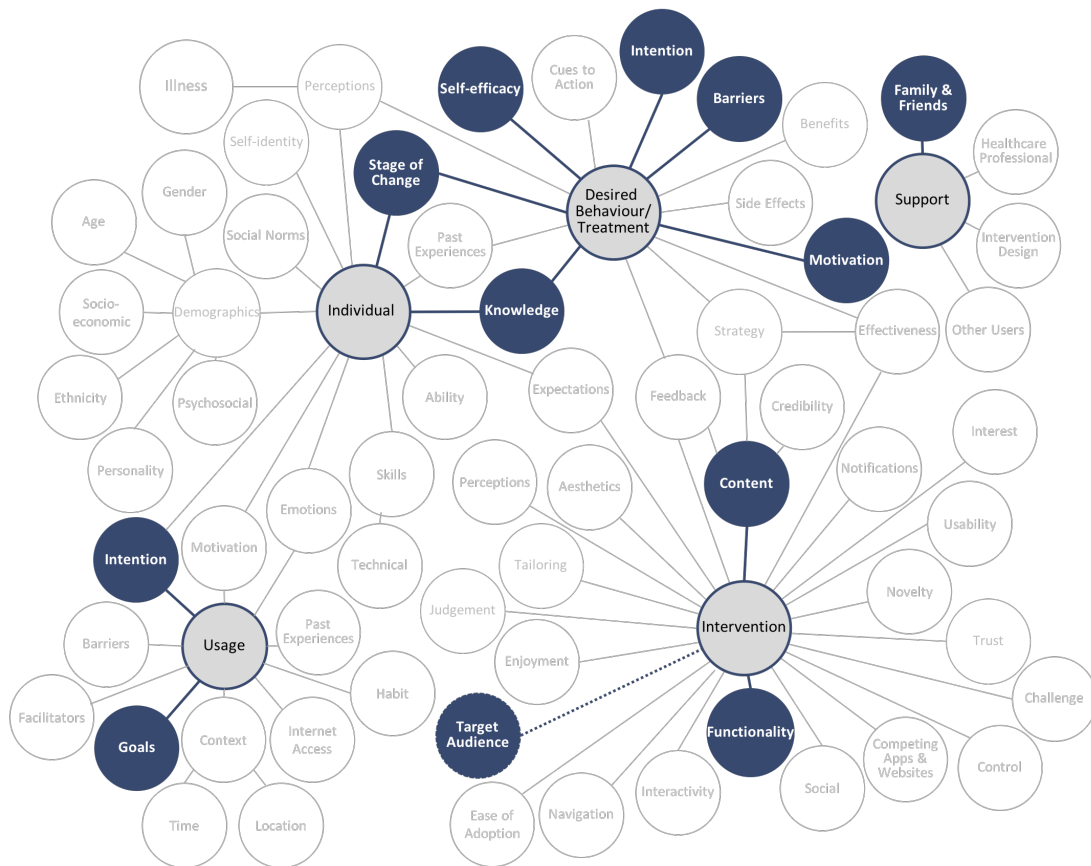 Intention
Cues to
Action
Illness
Perceptions
Self-efficacy
Barriers
Family &
Friends
Benefits
Self-identity
Healthcare
Professional
Stage of
Change
Gender
Desired
Behaviour/
Treatment
Side Effects
Support
Age
Social Norms
Past
Experiences
Intervention
Design
Motivation
Socio-
economic
Demographics
Individual
Knowledge
Strategy
Effectiveness
Other Users
Ethnicity
Psychosocial
Ability
Expectations
Feedback
Credibility
Interest
Personality
Skills
Perceptions
Aesthetics
Content
Notifications
Emotions
Usability
Intention
Motivation
Technical
Tailoring
Novelty
Judgement
Intervention
Barriers
Usage
Past
Experiences
Trust
Enjoyment
Habit
Challenge
Facilitators
Goals
Context
Internet
Access
Target
Audience
Functionality
Competing
Apps &
Websites
Control
Interactivity
Social
Time
Location
Ease of
Adoption
Navigation